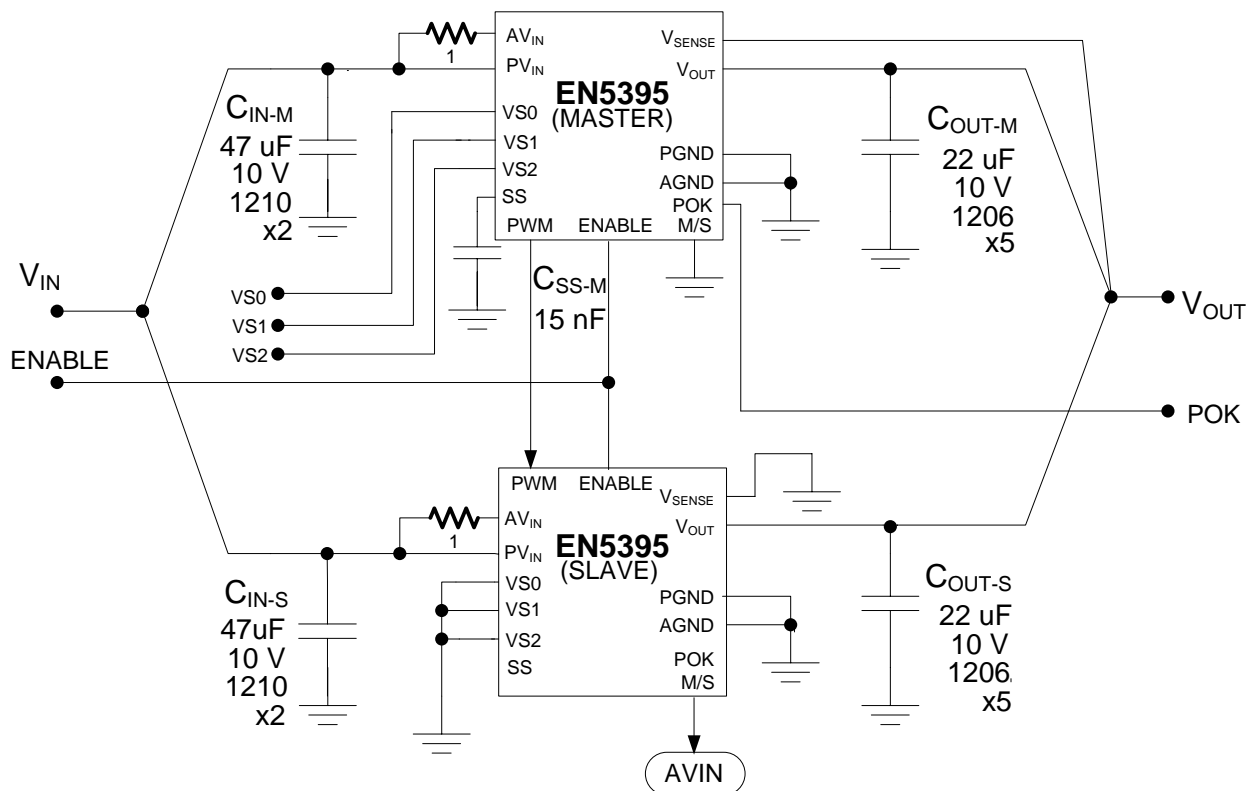 AVIN
1
PVIN
VS0
VS1
VS2
SS
PWM
ENABLE
EN5395
(MASTER)
VSENSE
VOUT
PGND
AGND
POK
M/S
CIN-M
47 uF
10 V
1210
x2
COUT-M
22 uF
10 V
1206
x5
CSS-M
15 nF
VIN
VS0
VS1
VS2
ENABLE
VOUT
POK
PWM
ENABLE
VSENSE
AVIN
1
PVIN
VS0
VS1
VS2
SS
EN5395
(SLAVE)
VOUT
PGND
AGND
POK
M/S
CIN-S
47uF
10 V
1210
x2
COUT-S
22 uF
10 V
1206
x5
AVIN